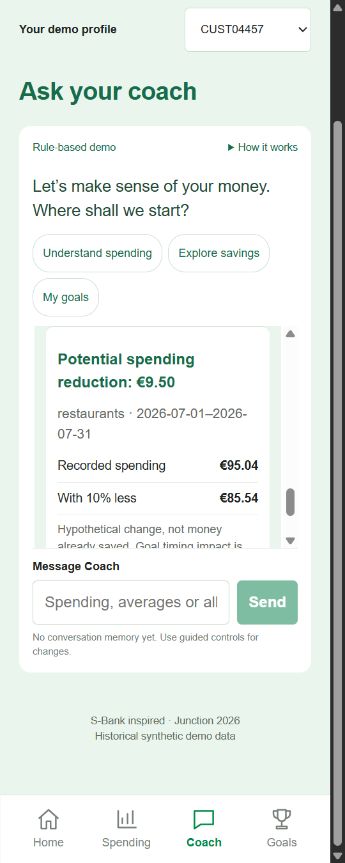 Your demo profile
CUST04457
Ask your coach
Rule-based demo
▶ How it works
Let’s make sense of your money.
Where shall we start?
Understand spending
Explore savings
My goals
Potential spending
reduction: €9.50
restaurants · 2026-07-01–2026-
07-31
Recorded spending €95.04
With 10% less €85.54
Hypothetical change, not money
already saved. Goal timing impact is
Message Coach
Spending, averages or all
Send
No conversation memory yet. Use guided controls for
changes.
S-Bank inspired · Junction 2026
Historical synthetic demo data
Home
Spending
Coach
Goals